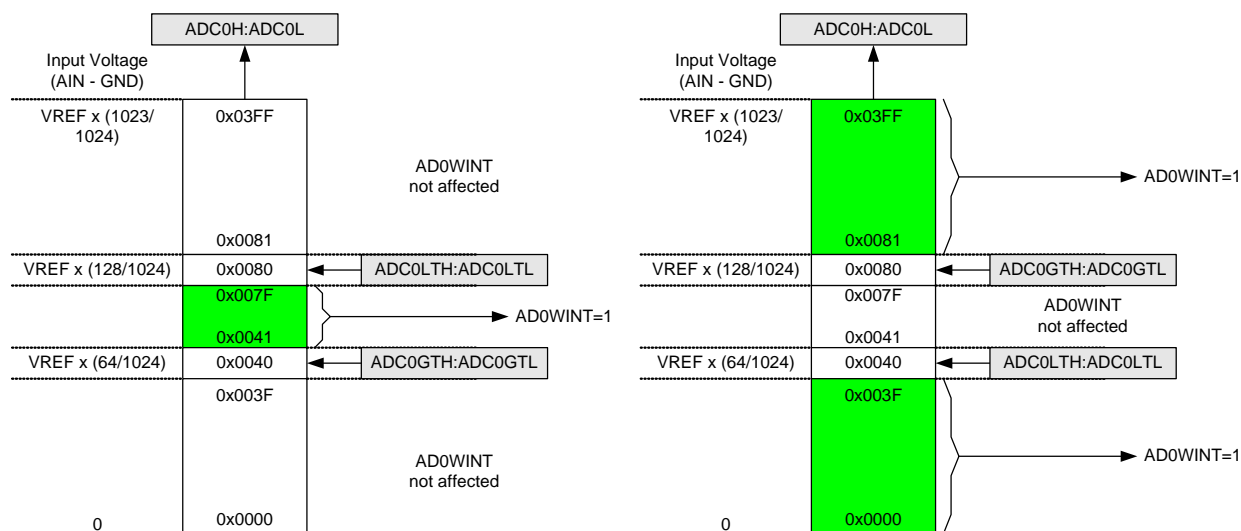 ADC0H:ADC0L
Input Voltage
(AIN - GND)
VREF x (1023/
1024)
0x03FF
AD0WINT
not affected
0x0081
VREF x (128/1024)
0x0080
ADC0LTH:ADC0LTL
0x007F
AD0WINT=1
0x0041
VREF x (64/1024)
0x0040
ADC0GTH:ADC0GTL
0x003F
AD0WINT
not affected
0
0x0000
ADC0H:ADC0L
Input Voltage
(AIN - GND)
VREF x (1023/
1024)
0x03FF
AD0WINT=1
0x0081
VREF x (128/1024)
0x0080
ADC0GTH:ADC0GTL
0x007F
AD0WINT
not affected
0x0041
VREF x (64/1024)
0x0040
ADC0LTH:ADC0LTL
0x003F
AD0WINT=1
0
0x0000